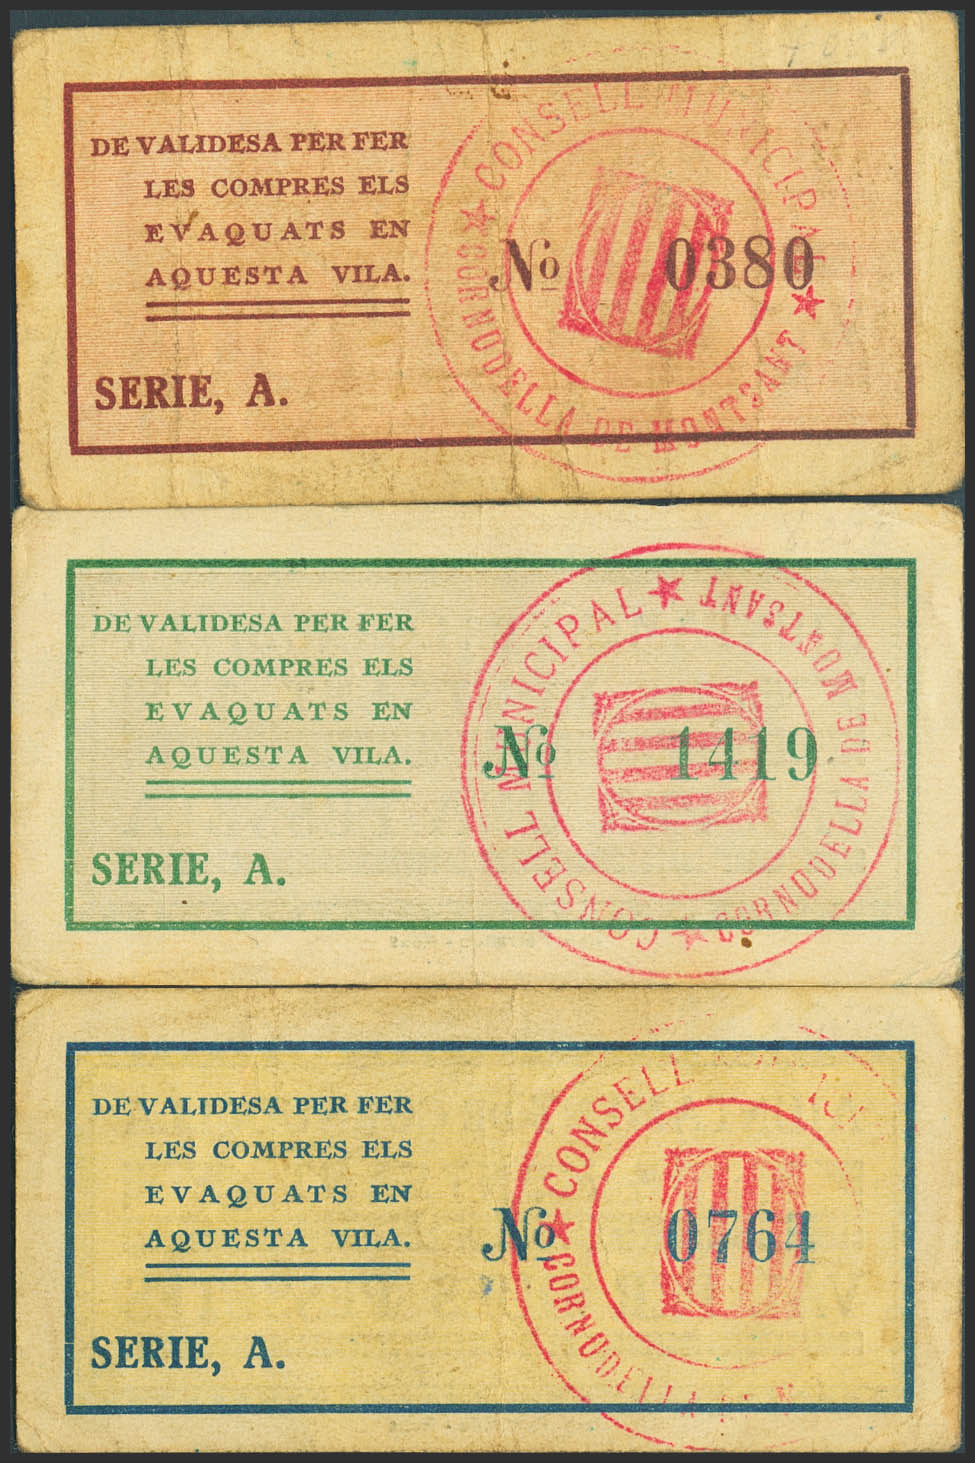 DE VALIDESA PER FER
LES COMPRES ELS
EVAQUATS EN
AQUESTA VILA.
SERIE, A.
Nº 0380
CONSELL MUNICIPAL
CORNUDELLA DE MONTSANT
DE VALIDESA PER FER
LES COMPRES ELS
EVAQUATS EN
AQUESTA VILA.
SERIE, A.
Nº 1419
CONSELL MUNICIPAL
CORNUDELLA DE MONTSANT
DE VALIDESA PER FER
LES COMPRES ELS
EVAQUATS EN
AQUESTA VILA.
SERIE, A.
Nº 0764
CONSELL
CORNUDELLA